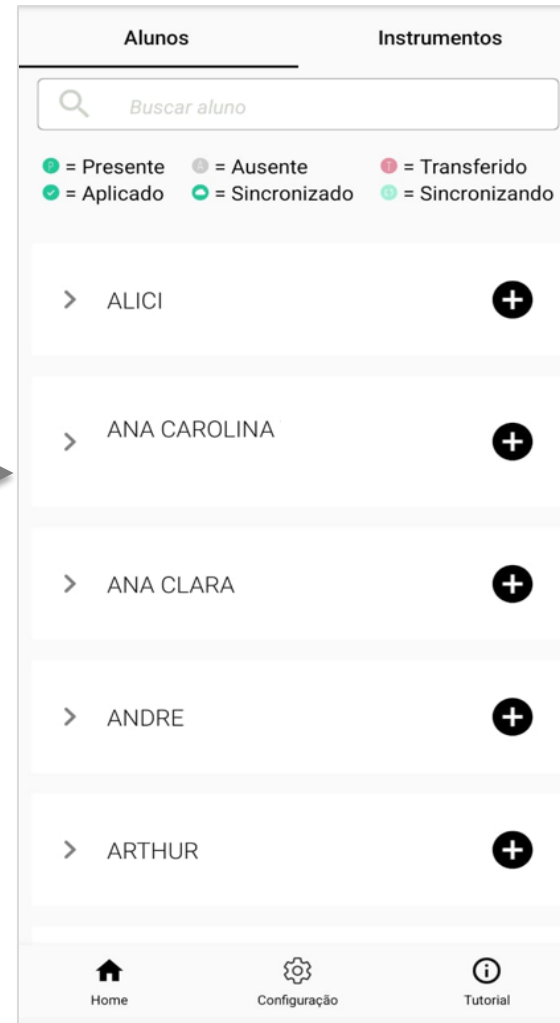 Alunos Instrumentos
Buscar aluno
P = Presente A = Ausente T = Transferido
= Aplicado = Sincronizado = Sincronizando
ALICI
ANA CAROLINA
ANA CLARA
ANDRE
ARTHUR
Home Configuração Tutorial